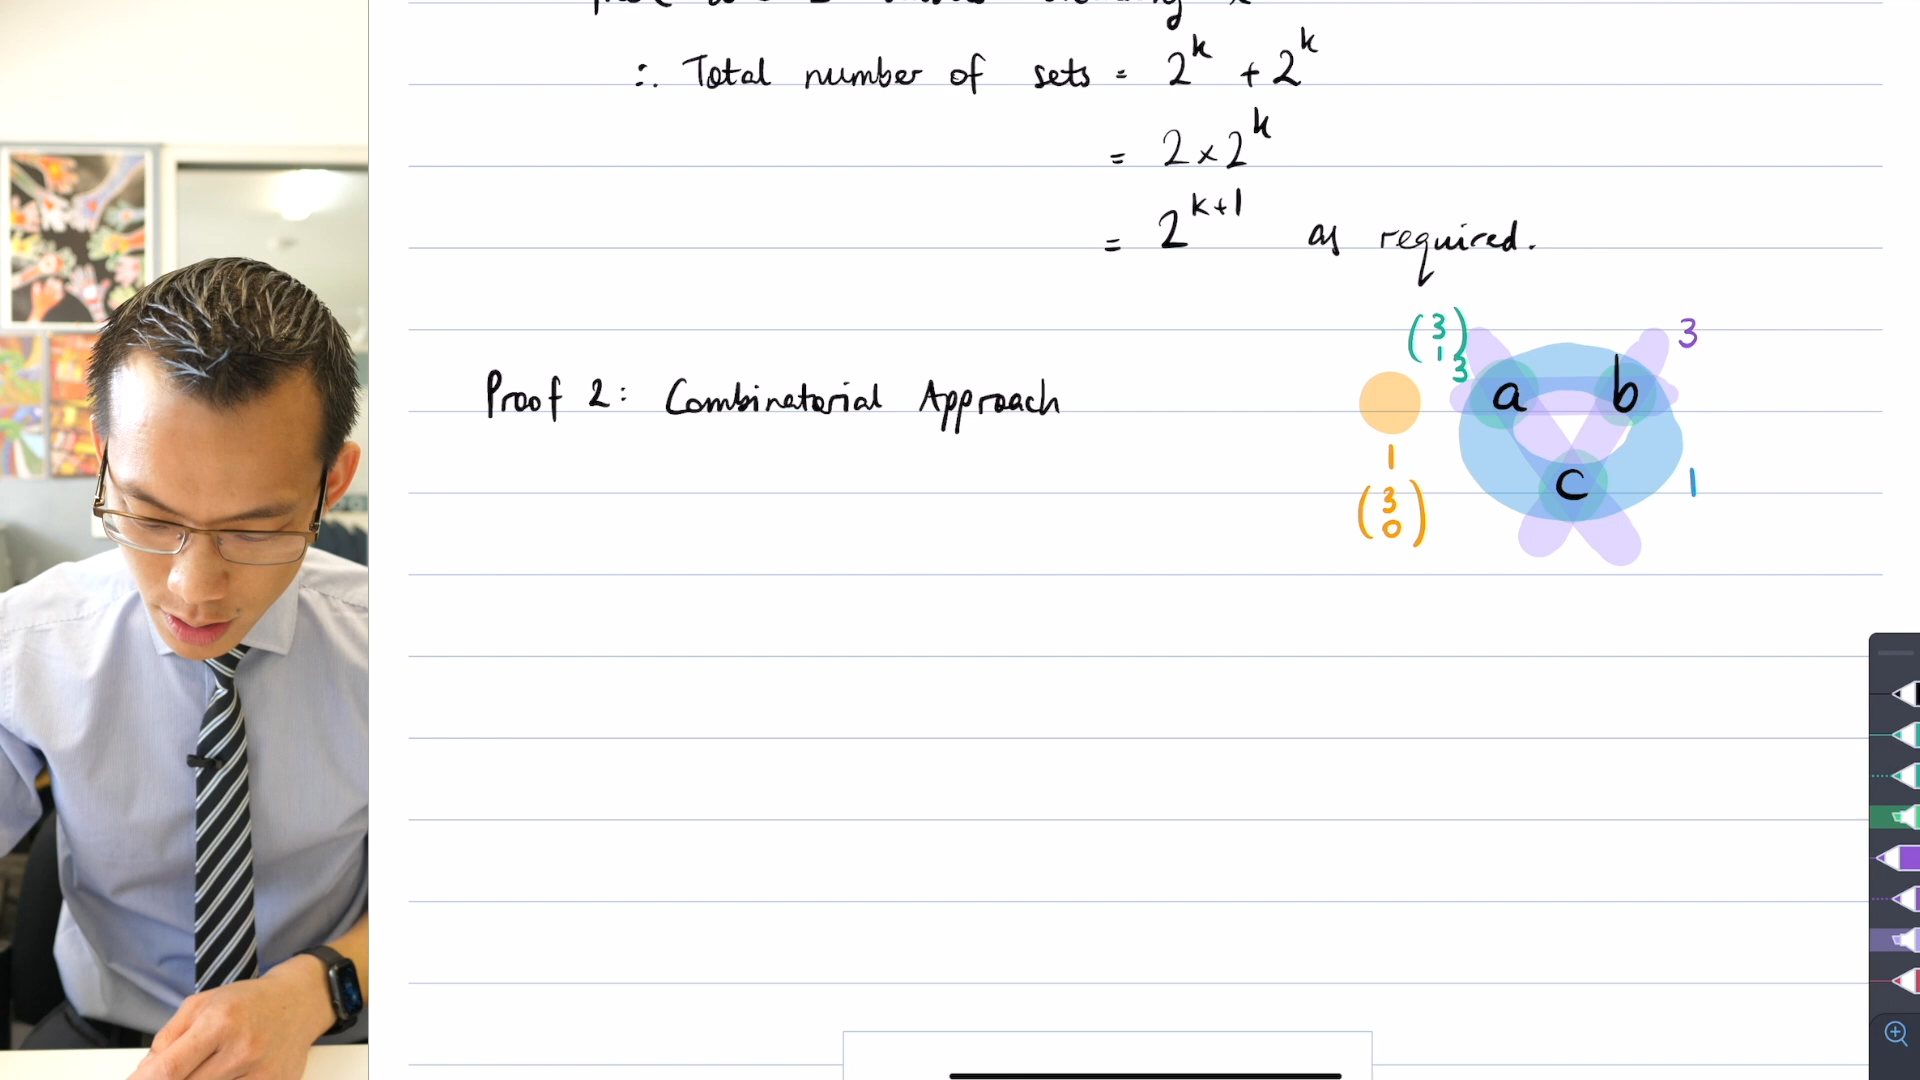 ∴ Total number of sets = 2^k + 2^k
= 2 × 2^k
= 2^{k+1} as required.
Proof 2: Combinatorial Approach
(3 1)
3
3
a b
c
1
1
(3 0)